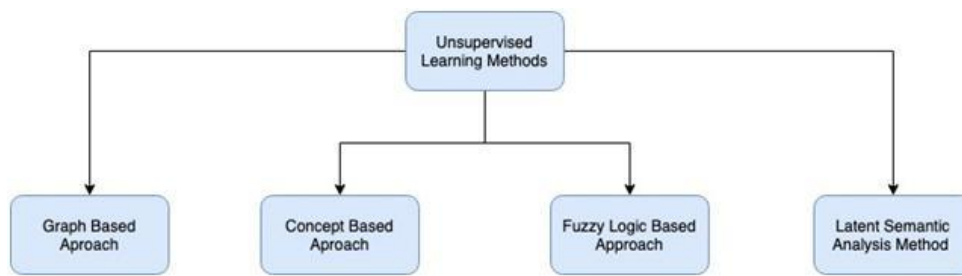 Unsupervised
Learning Methods
Graph Based
Aproach
Concept Based
Aproach
Fuzzy Logic Based
Approach
Latent Semantic
Analysis Method